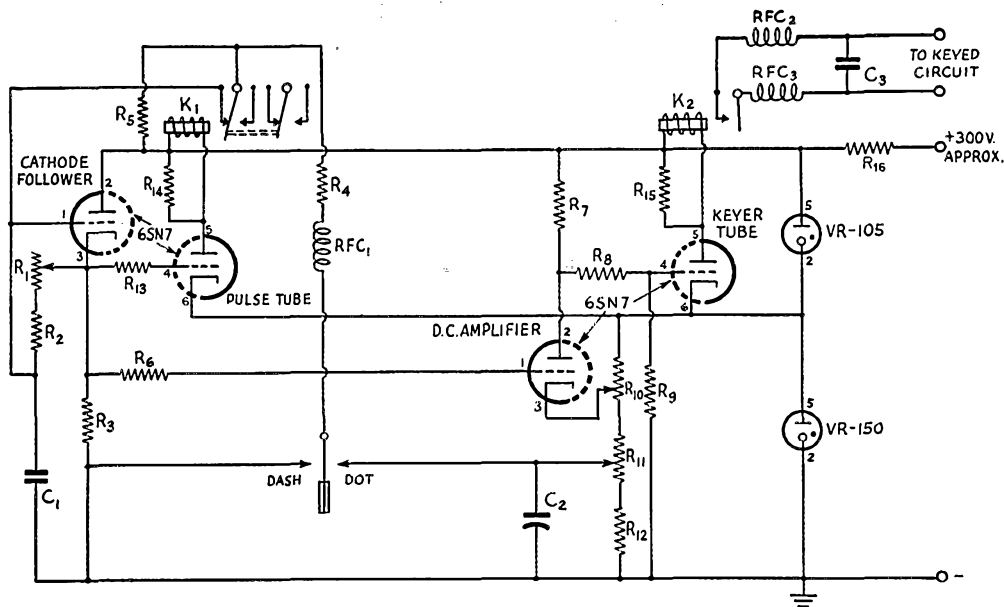 RFC2
RFC3
C3
TO KEYED
CIRCUIT
R5
K1
K2
+300V.
APPROX.
R16
CATHODE
FOLLOWER
2
1
3
R14
6SN7
5
4
6
PULSE TUBE
R4
RFC1
R7
R15
KEYER
TUBE
5
4
6
5
VR-105
2
R1
R13
R8
6SN7
R2
D.C. AMPLIFIER
2
1
3
R6
R10
R9
R3
5
VR-150
2
DASH
DOT
R11
C1
C2
R12
-